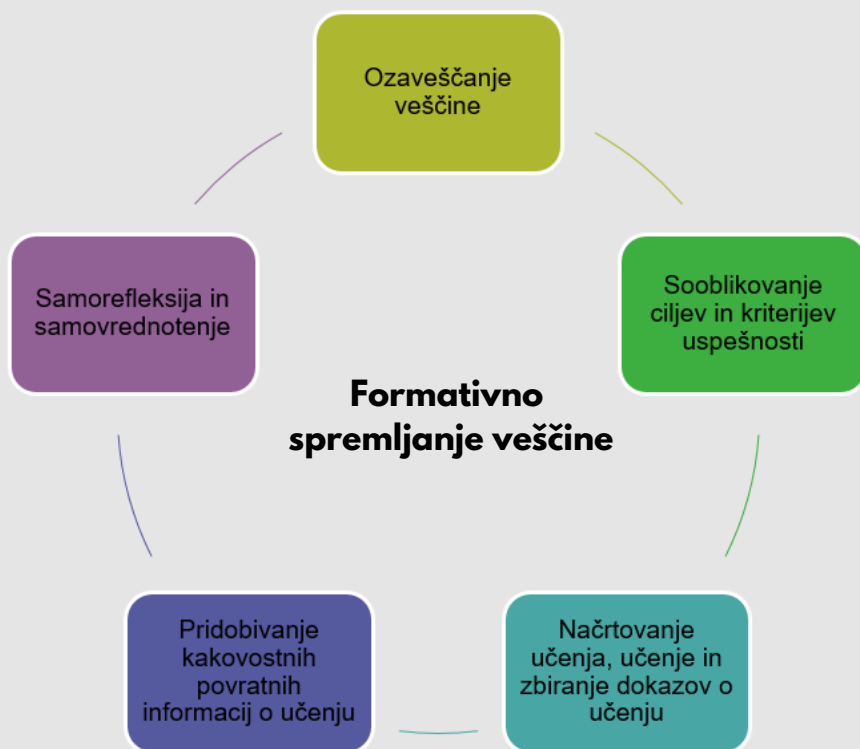 Ozaveščanje
veščine
Sooblikovanje
ciljev in kriterijev
uspešnosti
Načrtovanje
učenja, učenje in
zbiranje dokazov o
učenju
Pridobivanje
kakovostnih
povratnih
informacij o učenju
Samorefleksija in
samovrednotenje
Formativno
spremljanje veščine